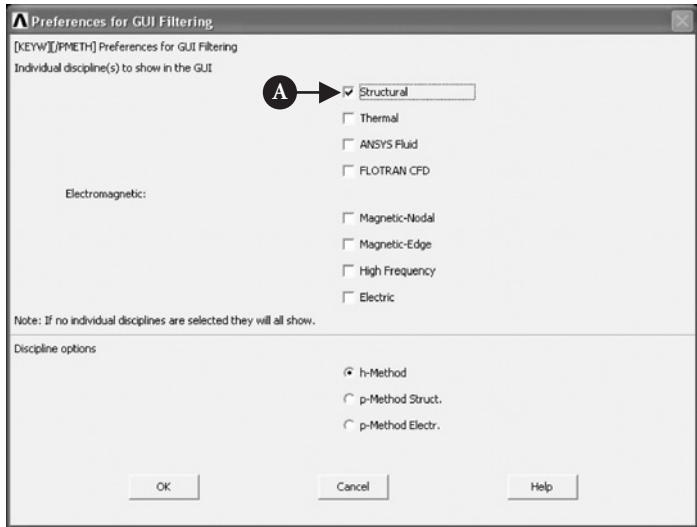 Preferences for GUI Filtering
[KEYW][/PMETH] Preferences for GUI Filtering
Individual discipline(s) to show in the GUI
A
Structural
Thermal
ANSYS Fluid
FLOTRAN CFD
Electromagnetic:
Magnetic-Nodal
Magnetic-Edge
High Frequency
Electric
Note: If no individual disciplines are selected they will all show.
Discipline options
h-Method
p-Method Struct.
p-Method Electr.
OK Cancel Help